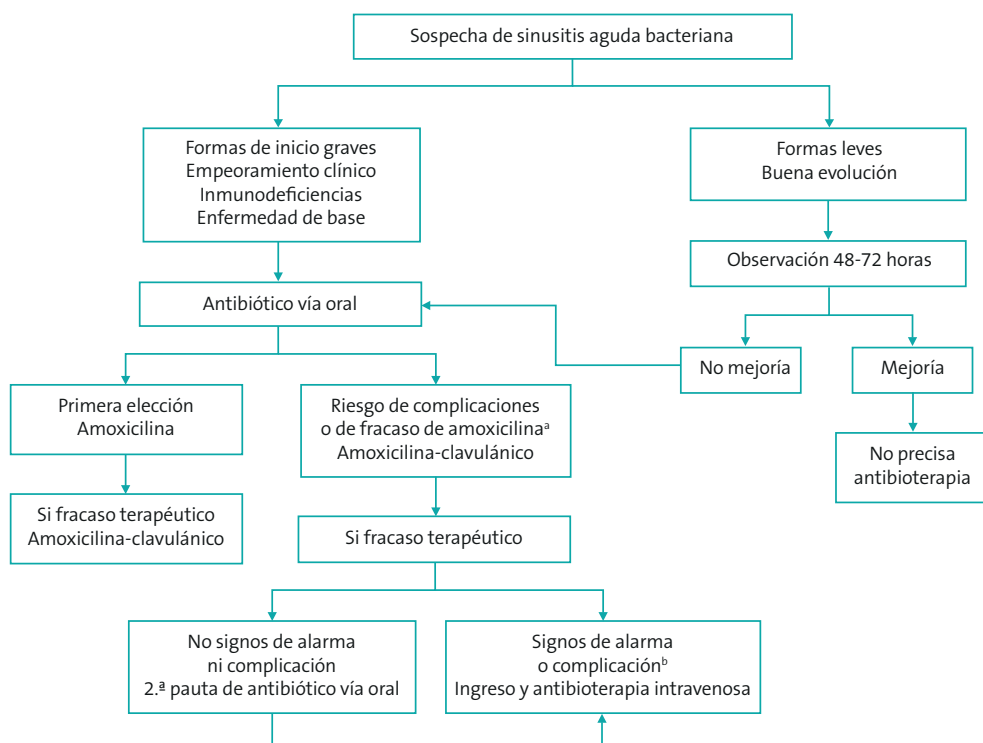 Sospecha de sinusitis aguda bacteriana
Formas de inicio graves
Empeoramiento clínico
Inmunodeficiencias
Enfermedad de base
Formas leves
Buena evolución
Observación 48-72 horas
Antibiótico vía oral
No mejoría
Mejoría
Primera elección
Amoxicilina
Riesgo de complicaciones
o de fracaso de amoxicilinaᵃ
Amoxicilina-clavulánico
No precisa
antibioterapia
Si fracaso terapéutico
Amoxicilina-clavulánico
Si fracaso terapéutico
No signos de alarma
ni complicación
2.ª pauta de antibiótico vía oral
Signos de alarma
o complicaciónᵇ
Ingreso y antibioterapia intravenosa